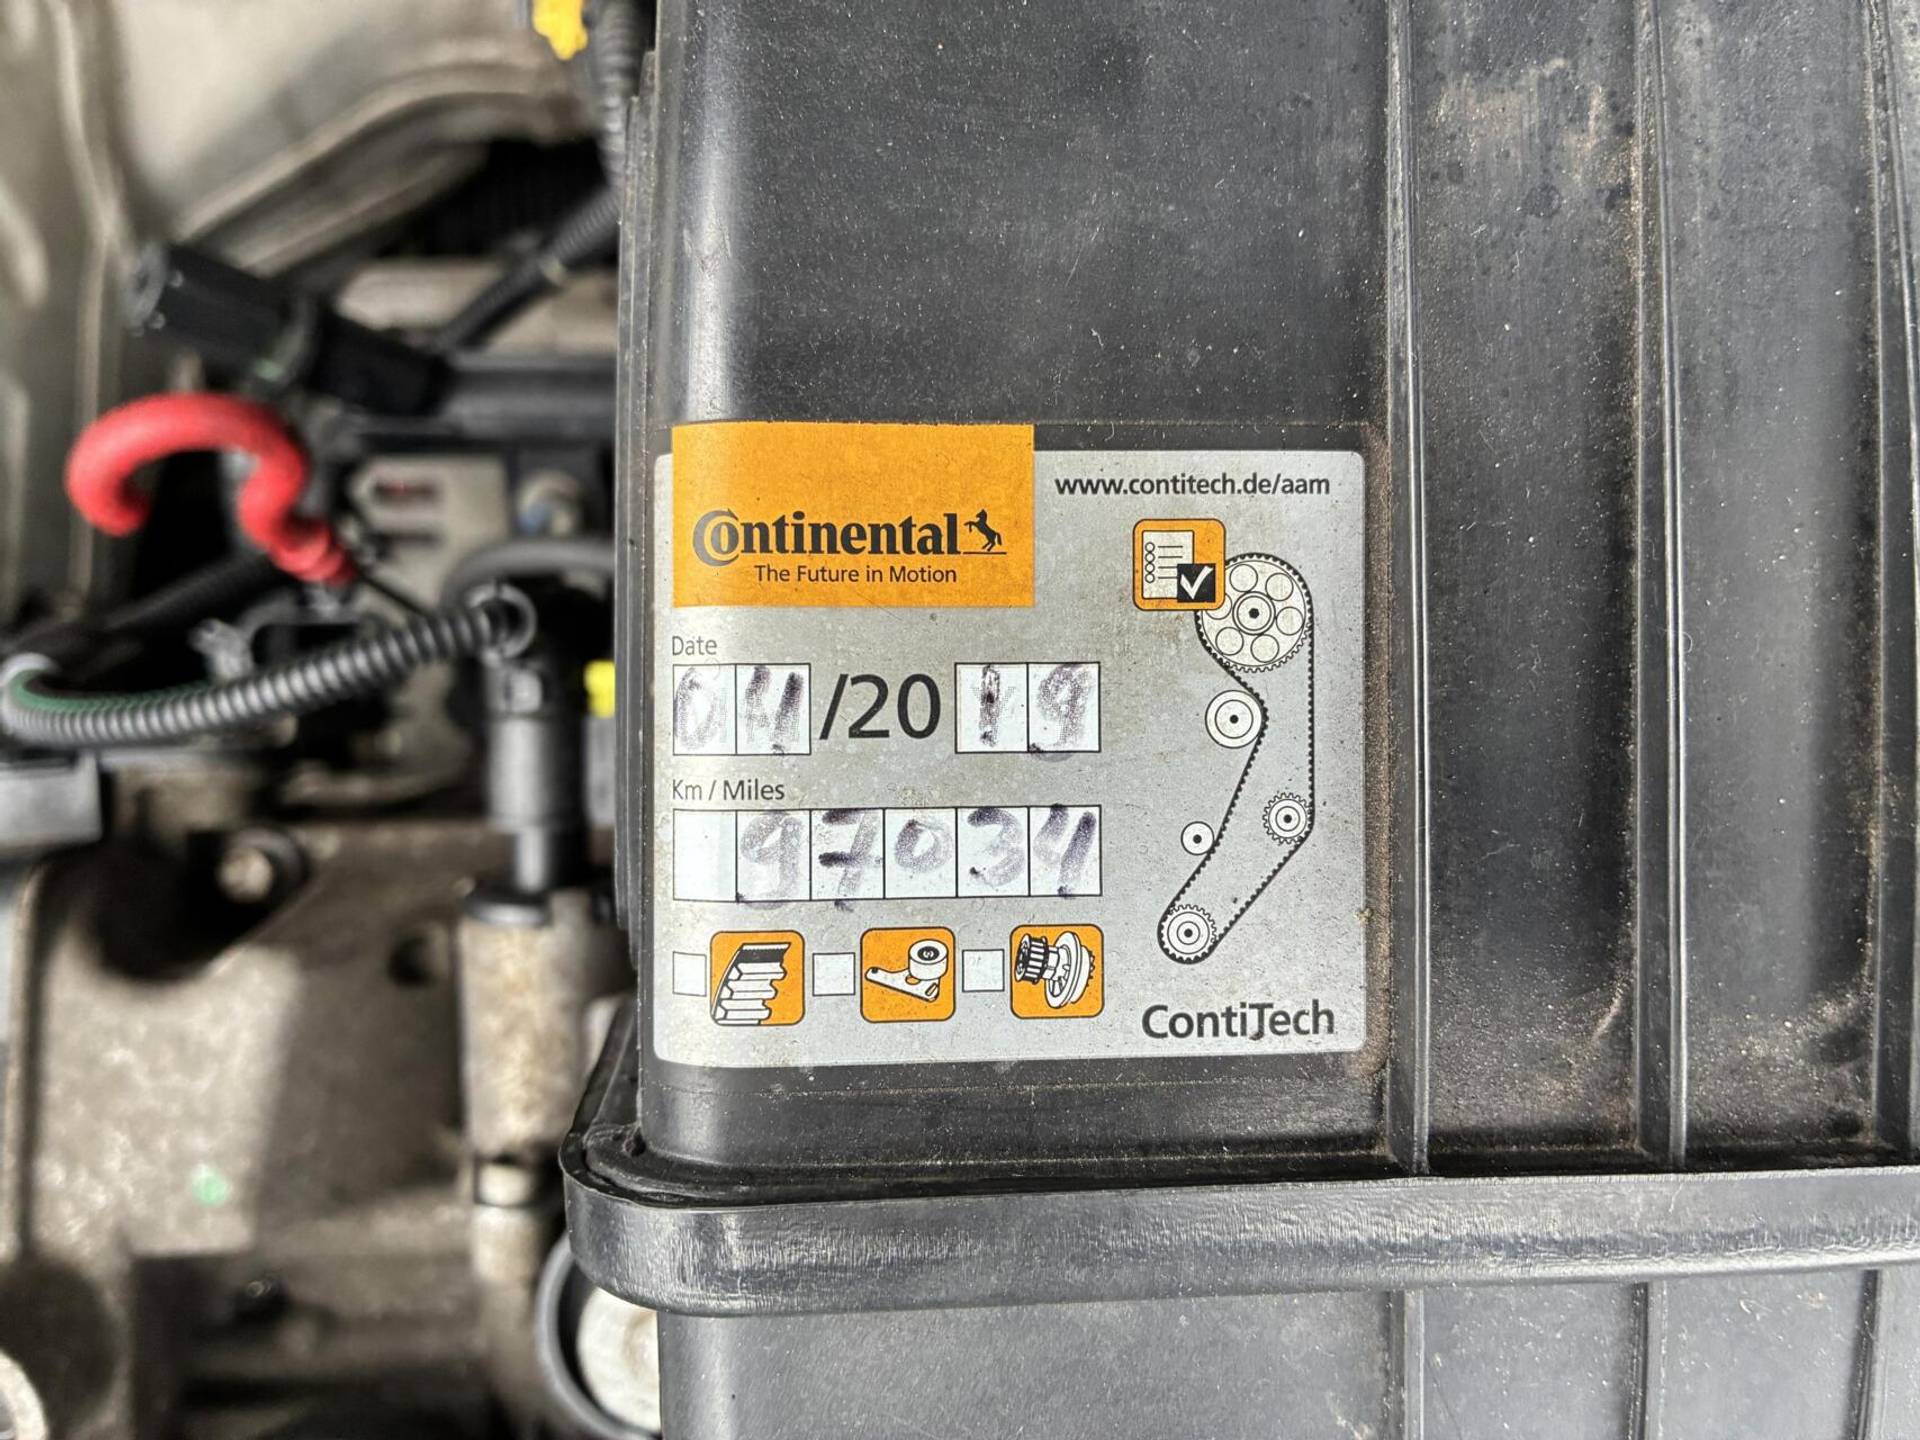 Continental
The Future in Motion
www.contitech.de/aam
Date
04/2019
Km / Miles
97034
ContiTech